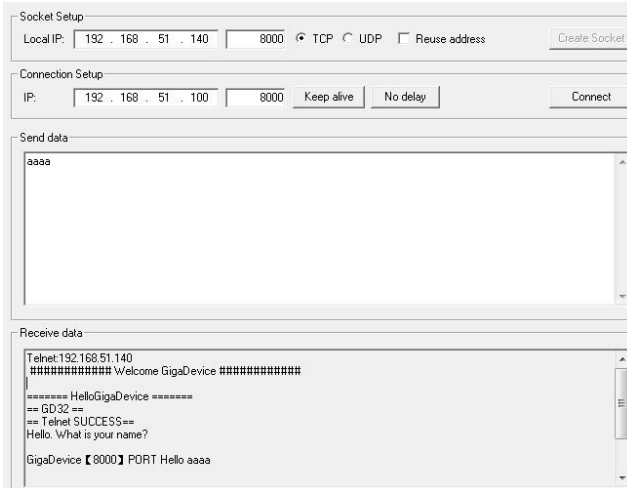 Socket Setup
Local IP: 192 . 168 . 51 . 140 8000 TCP UDP Reuse address Create Socket
Connection Setup
IP: 192 . 168 . 51 . 100 8000 Keep alive No delay Connect
Send data
aaaa
Receive data
Telnet:192.168.51.140
############# Welcome GigaDevice #############
======= HelloGigaDevice =======
== GD32 ==
== Telnet SUCCESS==
Hello. What is your name?
GigaDevice【8000】PORT Hello aaaa